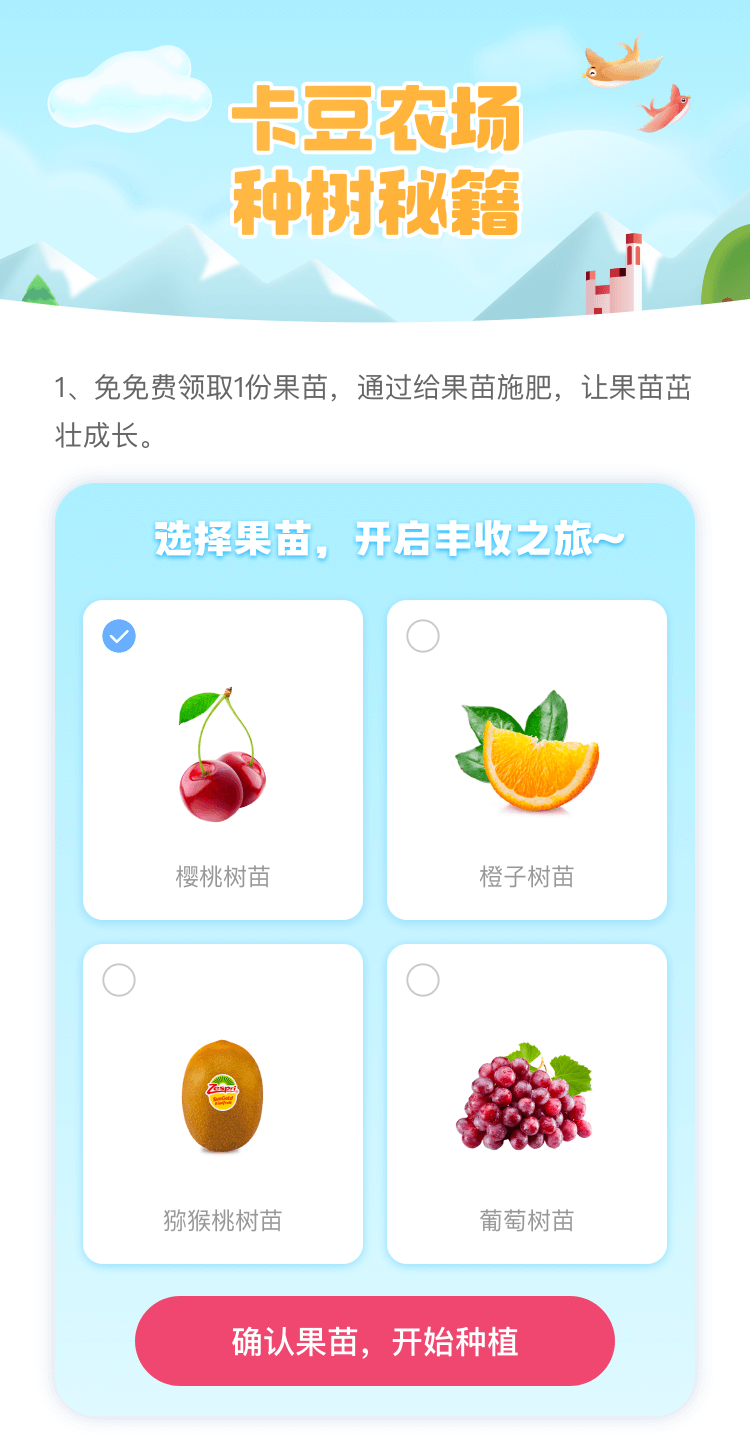 卡豆农场
种树秘籍
1、免免费领取1份果苗，通过给果苗施肥，让果苗茁
壮成长。
选择果苗，开启丰收之旅~
樱桃树苗
橙子树苗
Zespri
SunGold
Kiwifruit
猕猴桃树苗
葡萄树苗
确认果苗，开始种植